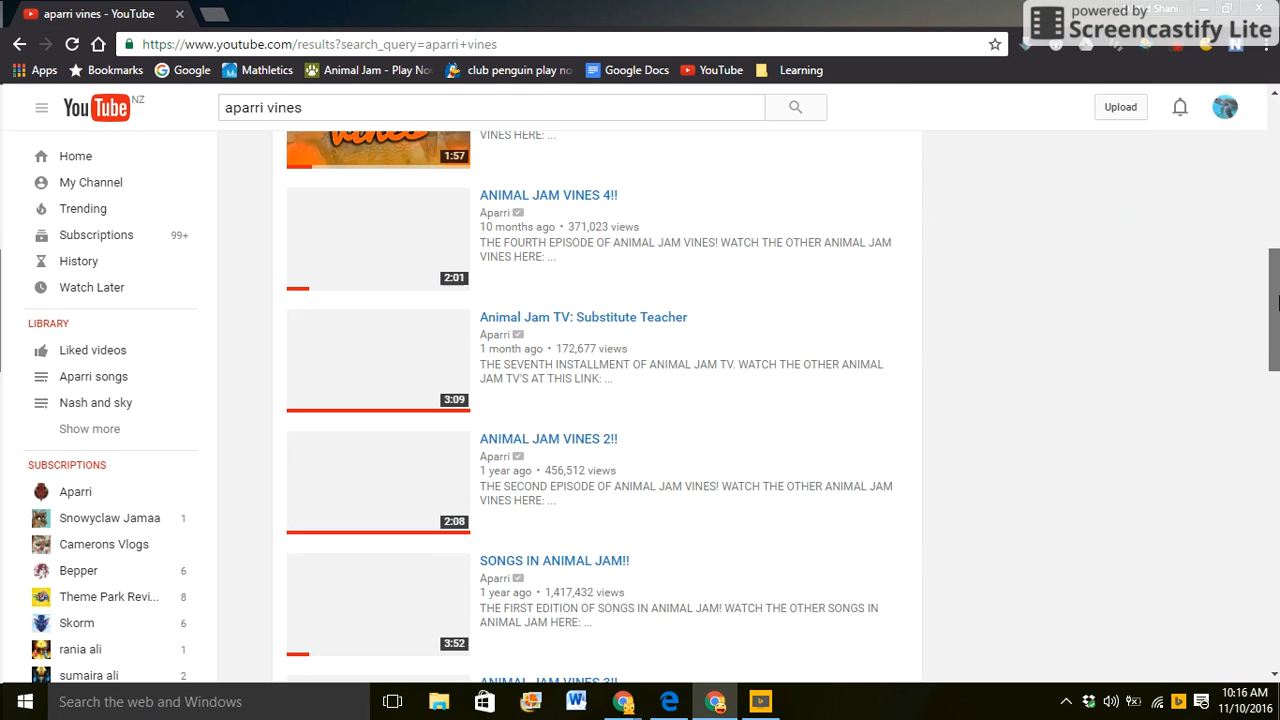 aparri vines - YouTube
powered by
Screencastify Lite
https://www.youtube.com/results?search_query=aparri+vines
Apps
Bookmarks
Google
Mathletics
Animal Jam - Play Now
club penguin play no
Google Docs
YouTube
Learning
YouTube NZ
aparri vines
Upload
Home
My Channel
Trending
Subscriptions 99+
History
Watch Later
LIBRARY
Liked videos
Aparri songs
Nash and sky
Show more
SUBSCRIPTIONS
Aparri
Snowyclaw Jamaa 1
Camerons Vlogs
Bepper 6
Theme Park Revi... 8
Skorm 6
rania ali 1
sumaira ali 2
vines
1:57
VINES HERE: ...
ANIMAL JAM VINES 4!!
Aparri
10 months ago • 371,023 views
THE FOURTH EPISODE OF ANIMAL JAM VINES! WATCH THE OTHER ANIMAL JAM
VINES HERE: ...
2:01
Animal Jam TV: Substitute Teacher
Aparri
1 month ago • 172,677 views
THE SEVENTH INSTALLMENT OF ANIMAL JAM TV. WATCH THE OTHER ANIMAL
JAM TV'S AT THIS LINK: ...
3:09
ANIMAL JAM VINES 2!!
Aparri
1 year ago • 456,512 views
THE SECOND EPISODE OF ANIMAL JAM VINES! WATCH THE OTHER ANIMAL JAM
VINES HERE: ...
2:08
SONGS IN ANIMAL JAM!!
Aparri
1 year ago • 1,417,432 views
THE FIRST EDITION OF SONGS IN ANIMAL JAM! WATCH THE OTHER SONGS IN
ANIMAL JAM HERE: ...
3:52
ANIMAL JAM VINES 3!!
Search the web and Windows
10:16 AM
11/10/2016